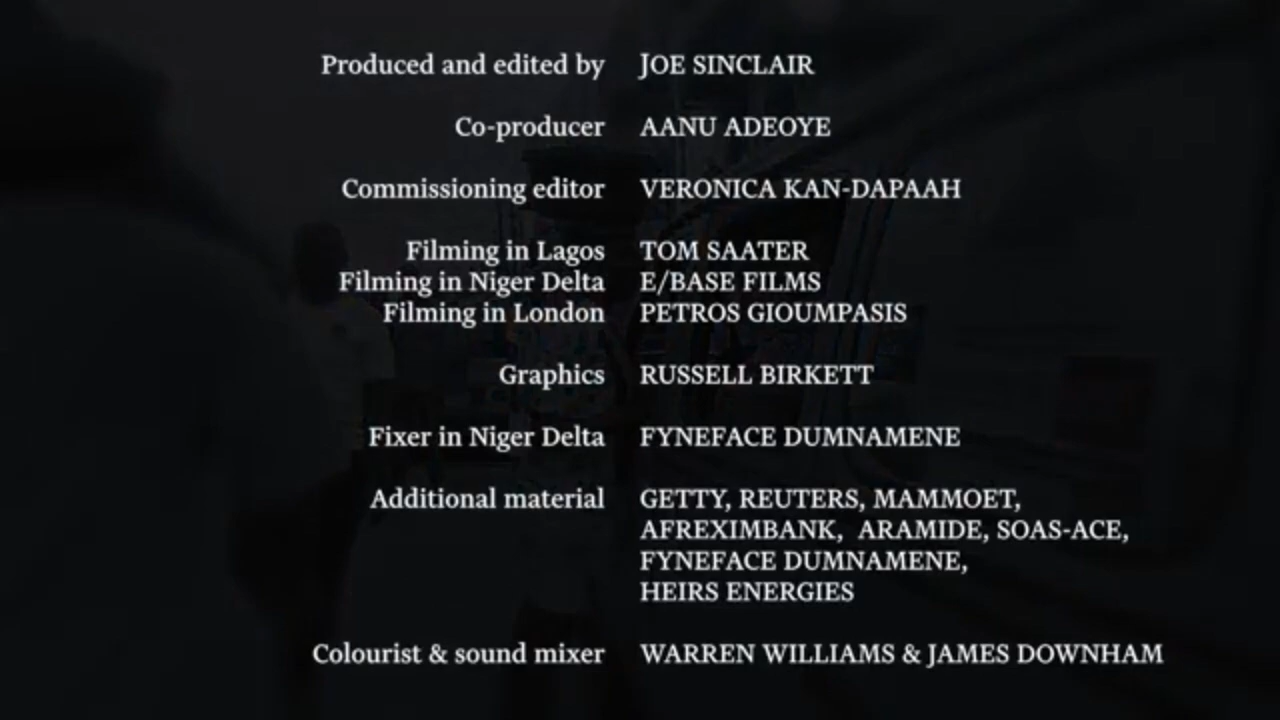 Produced and edited by JOE SINCLAIR
Co-producer AANU ADEOYE
Commissioning editor VERONICA KAN-DAPAAH
Filming in Lagos TOM SAATER
Filming in Niger Delta E/BASE FILMS
Filming in London PETROS GIOUMPASIS
Graphics RUSSELL BIRKETT
Fixer in Niger Delta FYNEFACE DUMNAMENE
Additional material GETTY, REUTERS, MAMMOET,
AFREXIMBANK, ARAMIDE, SOAS-ACE,
FYNEFACE DUMNAMENE,
HEIRS ENERGIES
Colourist & sound mixer WARREN WILLIAMS & JAMES DOWNHAM